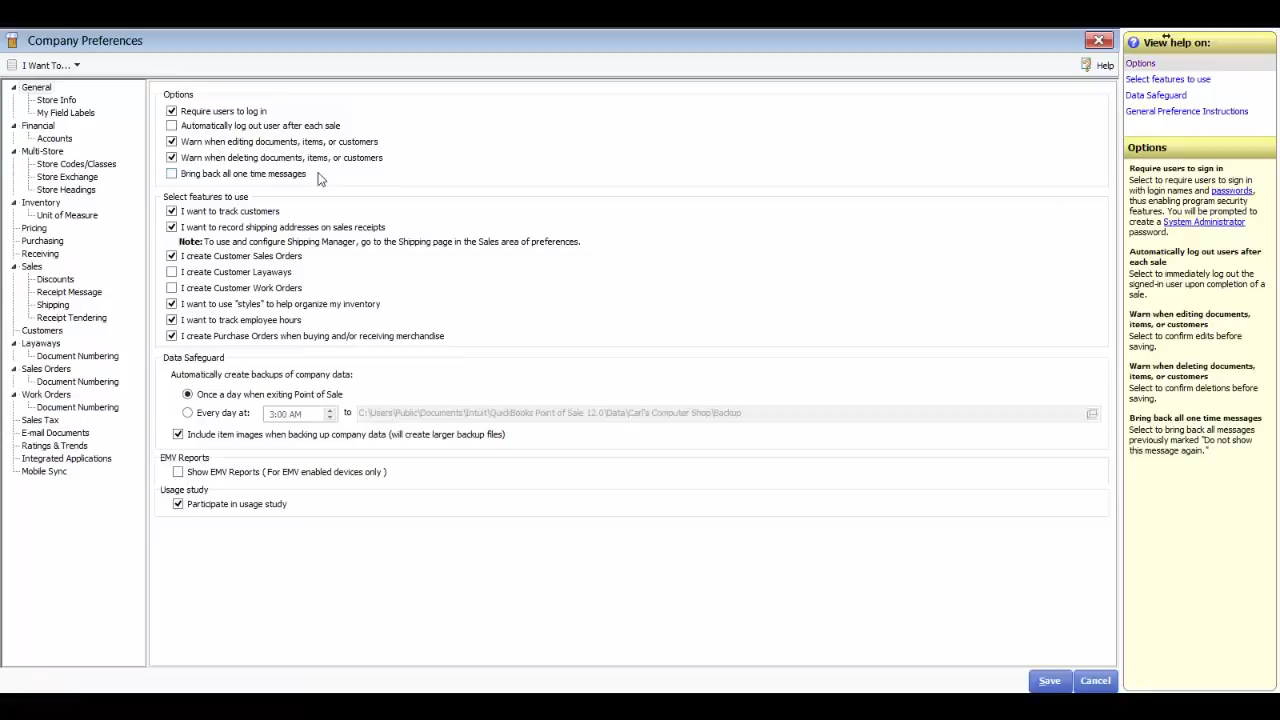 Company Preferences
I Want To...
Help
General
Store Info
My Field Labels
Financial
Accounts
Multi-Store
Store Codes/Classes
Store Exchange
Store Headings
Inventory
Unit of Measure
Pricing
Purchasing
Receiving
Sales
Discounts
Receipt Message
Shipping
Receipt Tendering
Customers
Layaways
Document Numbering
Sales Orders
Document Numbering
Work Orders
Document Numbering
Sales Tax
E-mail Documents
Ratings & Trends
Integrated Applications
Mobile Sync
Options
Require users to log in
Automatically log out user after each sale
Warn when editing documents, items, or customers
Warn when deleting documents, items, or customers
Bring back all one time messages
Select features to use
I want to track customers
I want to record shipping addresses on sales receipts
Note: To use and configure Shipping Manager, go to the Shipping page in the Sales area of preferences.
I create Customer Sales Orders
I create Customer Layaways
I create Customer Work Orders
I want to use "styles" to help organize my inventory
I want to track employee hours
I create Purchase Orders when buying and/or receiving merchandise
Data Safeguard
Automatically create backups of company data:
Once a day when exiting Point of Sale
Every day at: 3:00 AM to C:\Users\Public\Documents\Intuit\QuickBooks Point of Sale 12.0\Data\Carl's Computer Shop\Backup
Include item images when backing up company data (will create larger backup files)
EMV Reports
Show EMV Reports ( For EMV enabled devices only )
Usage study
Participate in usage study
Save Cancel
View help on:
Options
Select features to use
Data Safeguard
General Preference Instructions
Options
Require users to sign in
Select to require users to sign in
with login names and passwords,
thus enabling program security
features. You will be prompted to
create a System Administrator
password.
Automatically log out users after
each sale
Select to immediately log out the
signed-in user upon completion of a
sale.
Warn when editing documents,
items, or customers
Select to confirm edits before
saving.
Warn when deleting documents,
items, or customers
Select to confirm deletions before
saving.
Bring back all one time messages
Select to bring back all messages
previously marked "Do not show
this message again."